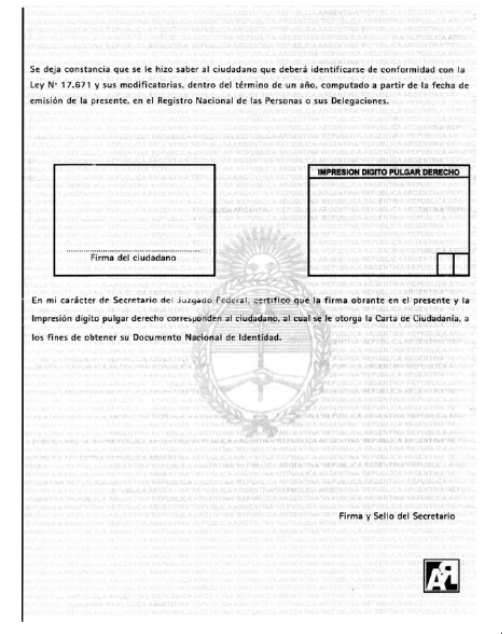 Se deja constancia que se le hizo saber al ciudadano que deberá identificarse de conformidad con la
Ley Nº 17.671 y sus modificatorias, dentro del término de un año, computado a partir de la fecha de
emisión de la presente, en el Registro Nacional de las Personas o sus Delegaciones.
IMPRESION DIGITO PULGAR DERECHO
Firma del ciudadano
En mi carácter de Secretario del Juzgado Federal, certifico que la firma obrante en el presente y la
Impresión digito pulgar derecho corresponden al ciudadano, al cual se le otorga la Carta de Ciudadanía, a
los fines de obtener su Documento Nacional de Identidad.
Firma y Sello del Secretario